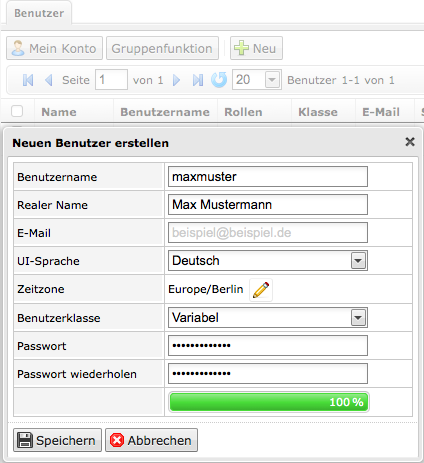 Benutzer
Mein Konto Gruppenfunktion Neu
Seite 1 von 1 20 Benutzer 1-1 von 1
Name Benutzername Rollen Klasse E-Mail S
Neuen Benutzer erstellen
Benutzername maxmuster
Realer Name Max Mustermann
E-Mail beispiel@beispiel.de
UI-Sprache Deutsch
Zeitzone Europe/Berlin
Benutzerklasse Variabel
Passwort •••••••••••••
Passwort wiederholen •••••••••••••
100 %
Speichern Abbrechen